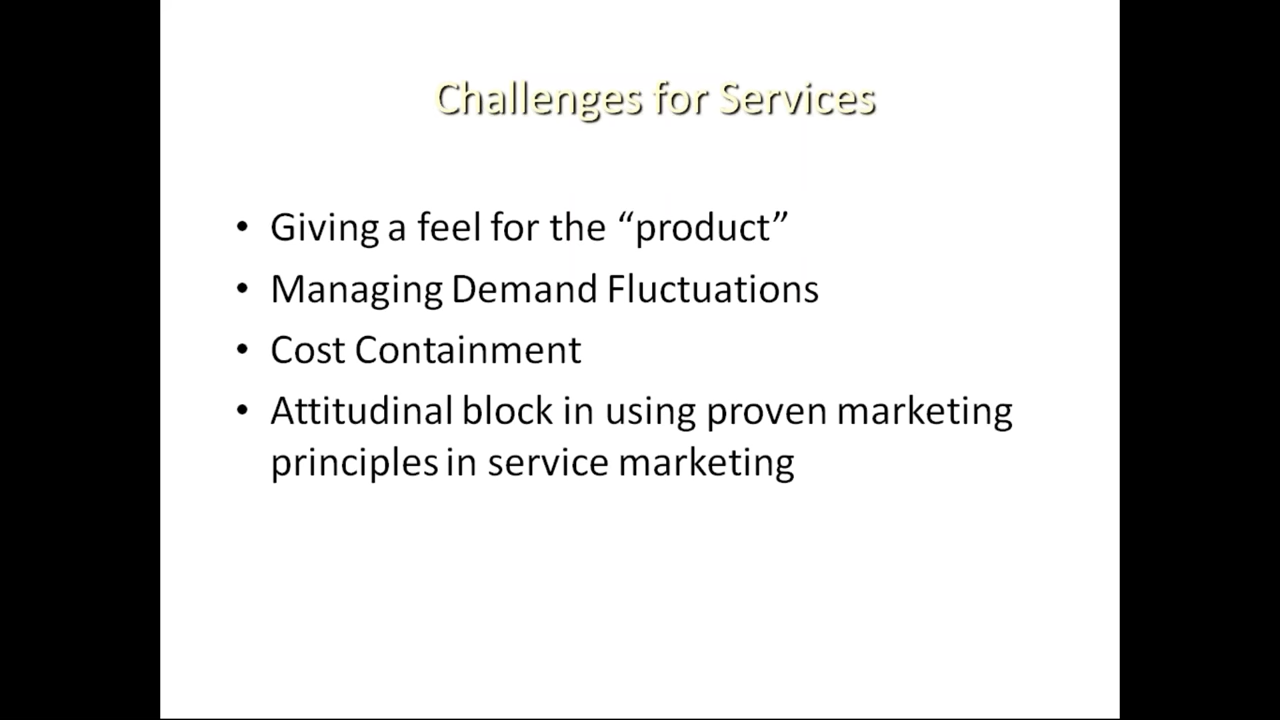 Challenges for Services
• Giving a feel for the “product”
• Managing Demand Fluctuations
• Cost Containment
• Attitudinal block in using proven marketing
principles in service marketing